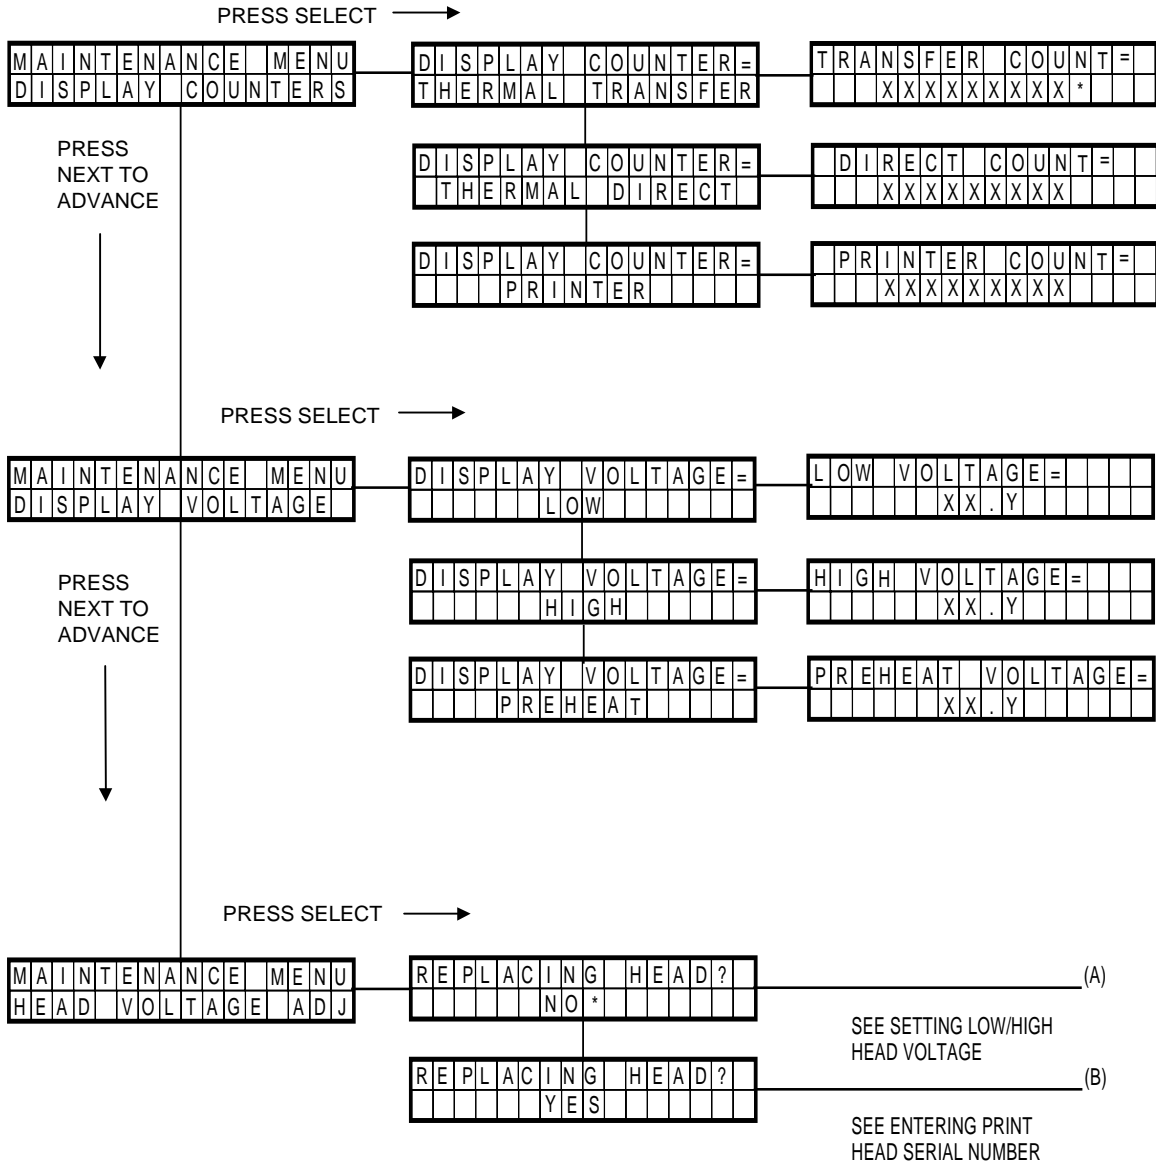 PRESS SELECT
MAINTENANCE MENU
DISPLAY COUNTERS
DISPLAY COUNTER=
THERMAL TRANSFER
TRANSFER COUNT=
XXXXXXXXX*
PRESS
NEXT TO
ADVANCE
DISPLAY COUNTER=
THERMAL DIRECT
DIRECT COUNT=
XXXXXXXXX
DISPLAY COUNTER=
PRINTER
PRINTER COUNT=
XXXXXXXXX
PRESS SELECT
MAINTENANCE MENU
DISPLAY VOLTAGE
DISPLAY VOLTAGE=
LOW
LOW VOLTAGE=
XX.Y
PRESS
NEXT TO
ADVANCE
DISPLAY VOLTAGE=
HIGH
HIGH VOLTAGE=
XX.Y
DISPLAY VOLTAGE=
PREHEAT
PREHEAT VOLTAGE=
XX.Y
PRESS SELECT
MAINTENANCE MENU
HEAD VOLTAGE ADJ
REPLACING HEAD?
NO*
(A)
SEE SETTING LOW/HIGH
HEAD VOLTAGE
REPLACING HEAD?
YES
(B)
SEE ENTERING PRINT
HEAD SERIAL NUMBER